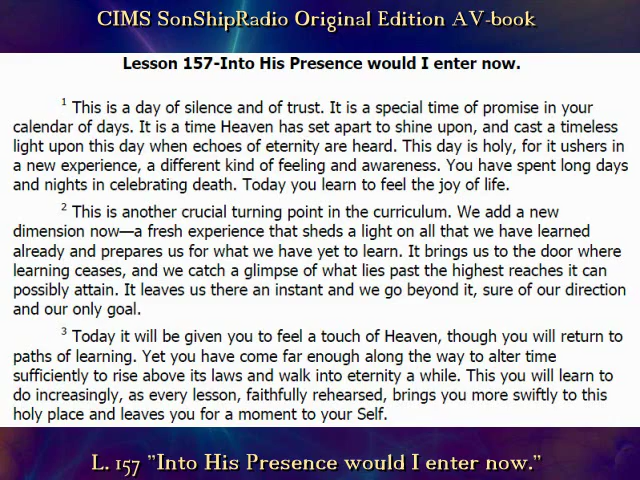 CIMS SonShipRadio Original Edition AV-book
Lesson 157-Into His Presence would I enter now.
1 This is a day of silence and of trust. It is a special time of promise in your
calendar of days. It is a time Heaven has set apart to shine upon, and cast a timeless
light upon this day when echoes of eternity are heard. This day is holy, for it ushers in
a new experience, a different kind of feeling and awareness. You have spent long days
and nights in celebrating death. Today you learn to feel the joy of life.
2 This is another crucial turning point in the curriculum. We add a new
dimension now—a fresh experience that sheds a light on all that we have learned
already and prepares us for what we have yet to learn. It brings us to the door where
learning ceases, and we catch a glimpse of what lies past the highest reaches it can
possibly attain. It leaves us there an instant and we go beyond it, sure of our direction
and our only goal.
3 Today it will be given you to feel a touch of Heaven, though you will return to
paths of learning. Yet you have come far enough along the way to alter time
sufficiently to rise above its laws and walk into eternity a while. This you will learn to
do increasingly, as every lesson, faithfully rehearsed, brings you more swiftly to this
holy place and leaves you for a moment to your Self.
L. 157 "Into His Presence would I enter now."